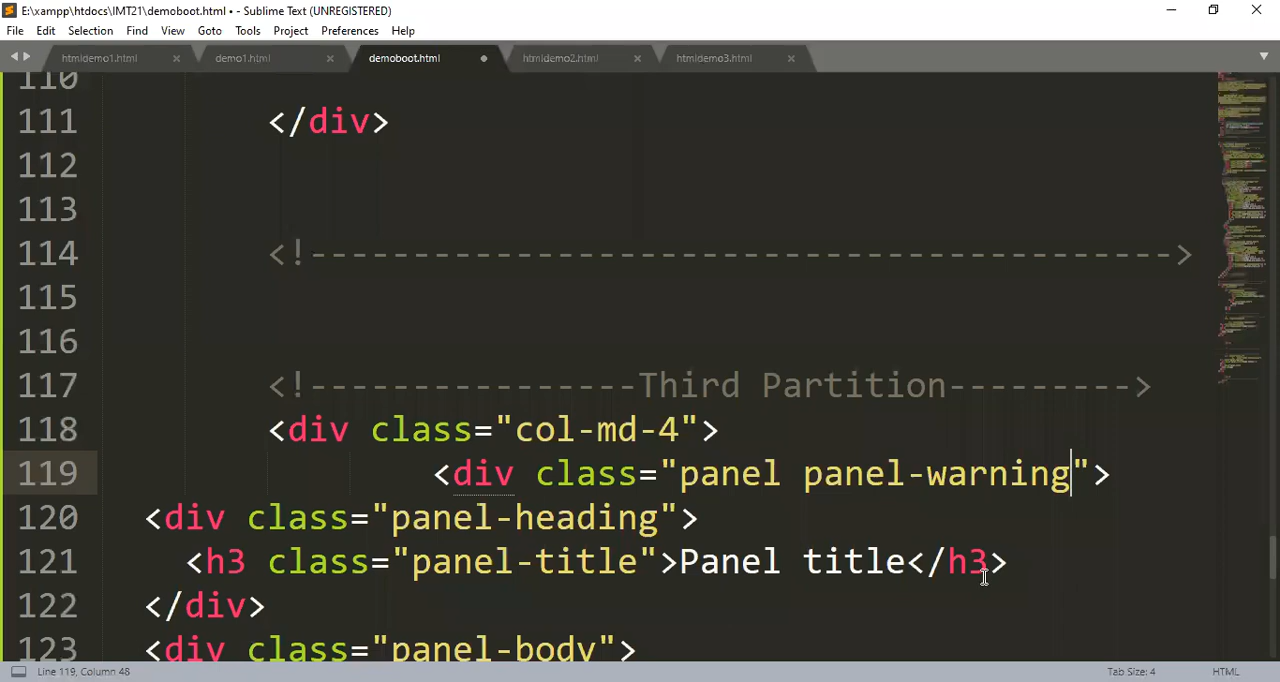 E:\xampp\htdocs\IMT21\demoboot.html • - Sublime Text (UNREGISTERED)
File Edit Selection Find View Goto Tools Project Preferences Help
htmldemo1.html demo1.html demoboot.html htmldemo2.html htmldemo3.html
110
111 </div>
112
113
114 <!------------------------------------------>
115
116
117 <!----------------Third Partition--------->
118 <div class="col-md-4">
119 <div class="panel panel-warning">
120 <div class="panel-heading">
121 <h3 class="panel-title">Panel title</h3>
122 </div>
123 <div class="panel-body">
Line 119, Column 48 Tab Size: 4 HTML